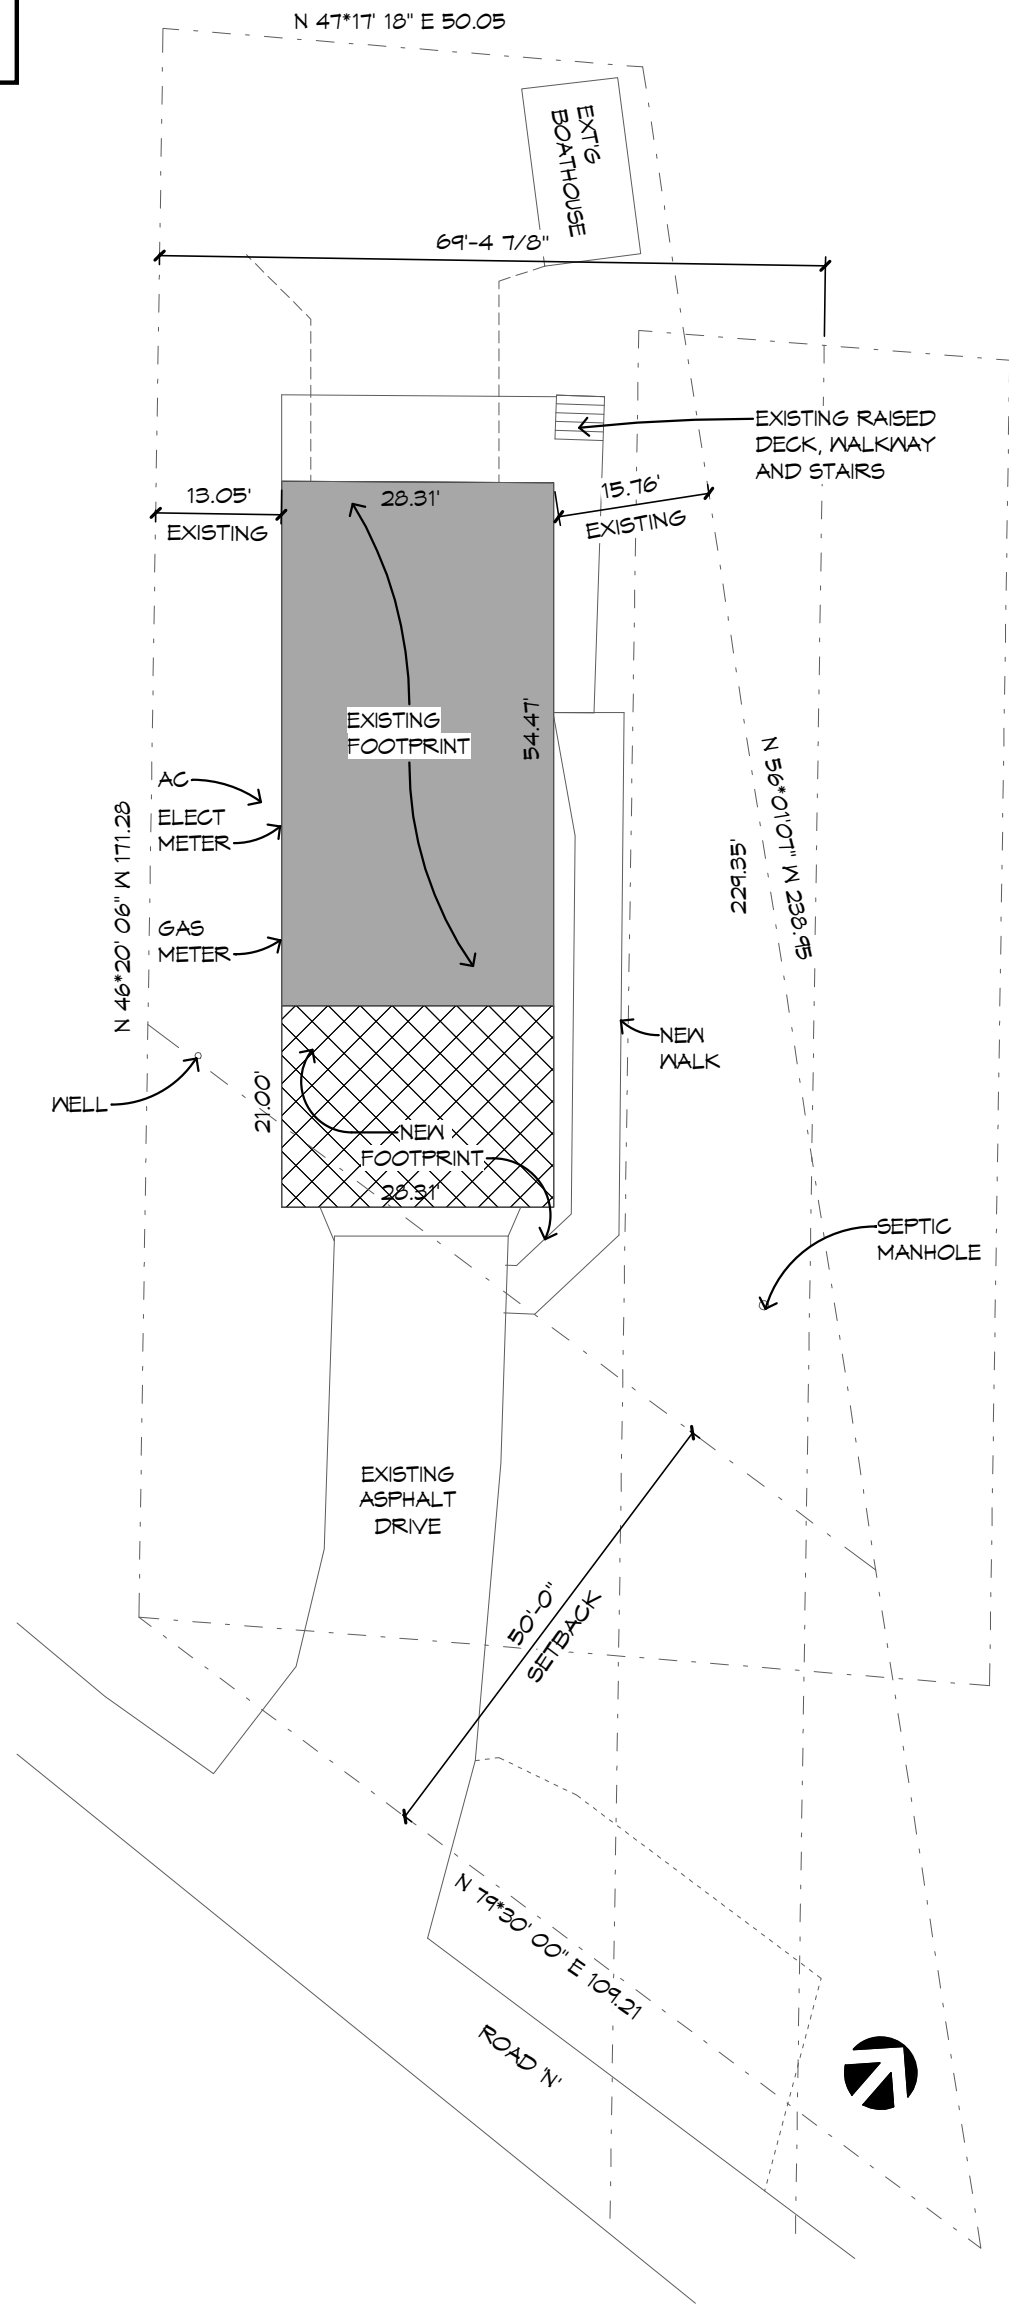 N 47*17' 18" E 50.05
EXT'G
BOATHOUSE
69'-4 7/8"
EXISTING RAISED
DECK, WALKWAY
AND STAIRS
13.05'
EXISTING
28.31'
15.76'
EXISTING
EXISTING
FOOTPRINT
54.47'
AC
ELECT
METER
GAS
METER
N 46*20' 06" W 171.28
229.35'
N 56*01'07" W 238.95
NEW
WALK
WELL
21.00'
NEW
FOOTPRINT
28.31'
SEPTIC
MANHOLE
EXISTING
ASPHALT
DRIVE
50'-0"
SETBACK
N 79*30' 00" E 109.21
ROAD 'N'